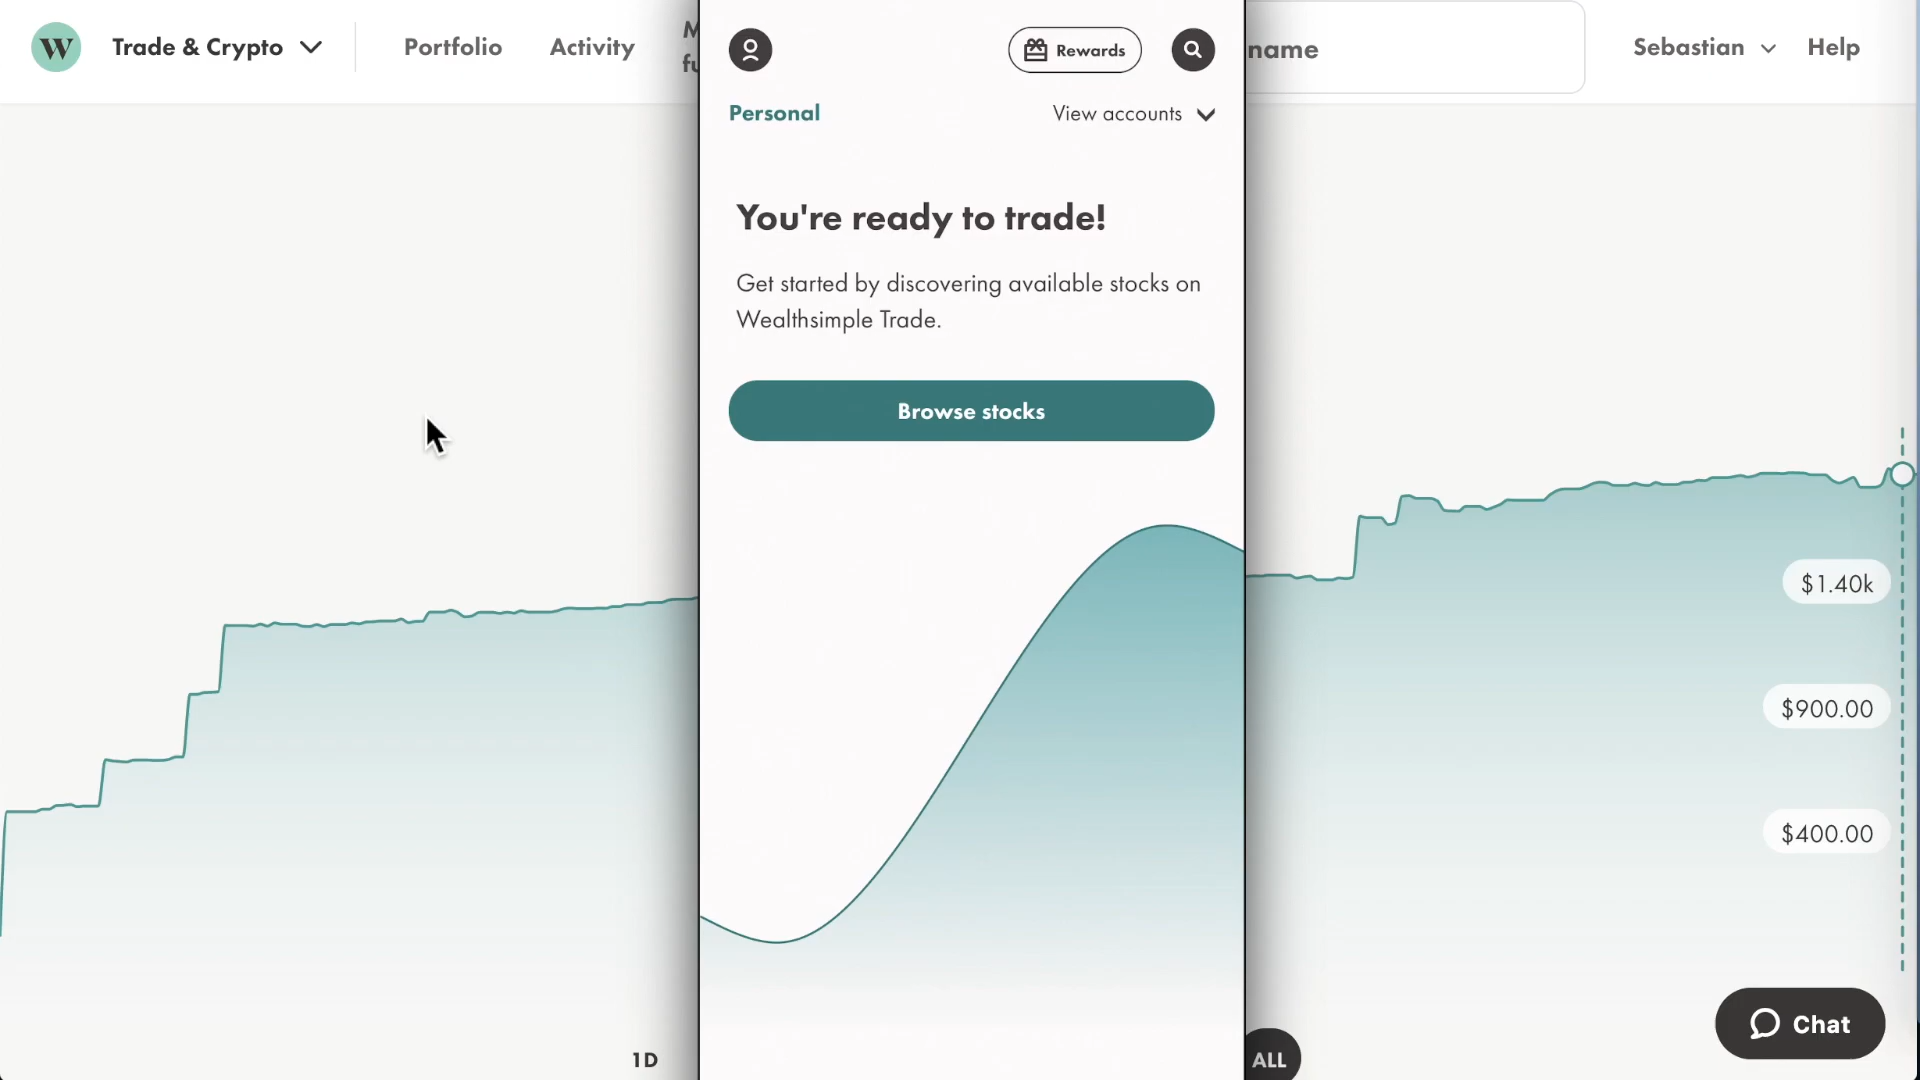 W
Trade & Crypto
Portfolio
Activity
name
Sebastian
Help
Rewards
Personal
View accounts
You're ready to trade!
Get started by discovering available stocks on
Wealthsimple Trade.
Browse stocks
$1.40k
$900.00
$400.00
Chat
1D
ALL